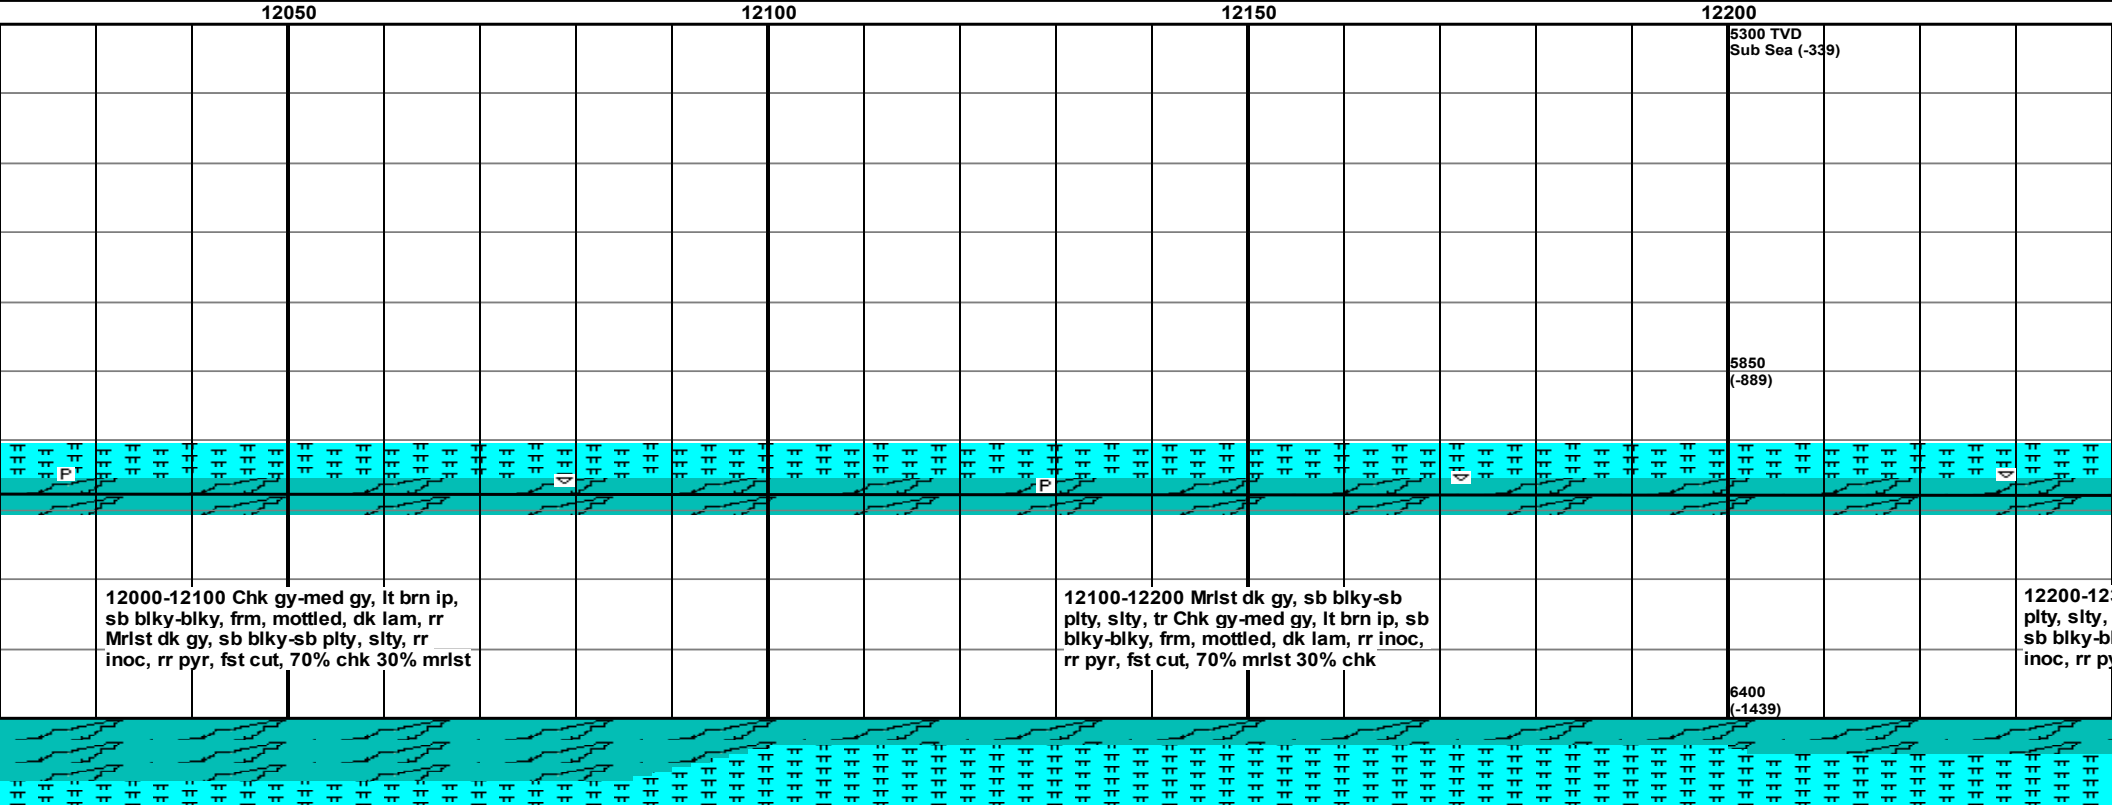 12050 12100 12150 12200
5300 TVD
Sub Sea (-339)
5850
(-889)
P
P
12000-12100 Chk gy-med gy, lt brn ip,
sb blky-blky, frm, mottled, dk lam, rr
Mrlst dk gy, sb blky-sb plty, slty, rr
inoc, rr pyr, fst cut, 70% chk 30% mrlst
12100-12200 Mrlst dk gy, sb blky-sb
plty, slty, tr Chk gy-med gy, lt brn ip, sb
blky-blky, frm, mottled, dk lam, rr inoc,
rr pyr, fst cut, 70% mrlst 30% chk
plty, slty,
sb
inoc, rr
6400
(-1439)